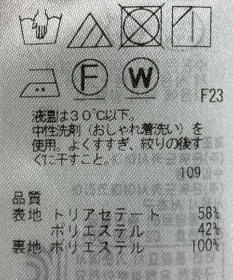 F
W
F23
液温は30℃以下。
中性洗剤（おしゃれ着洗い）を
使用。よくすすぎ、絞りの後す
ぐに干すこと。
109
品質
表地 トリアセテート 58%
ポリエステル 42%
裏地 ポリエステル 100%